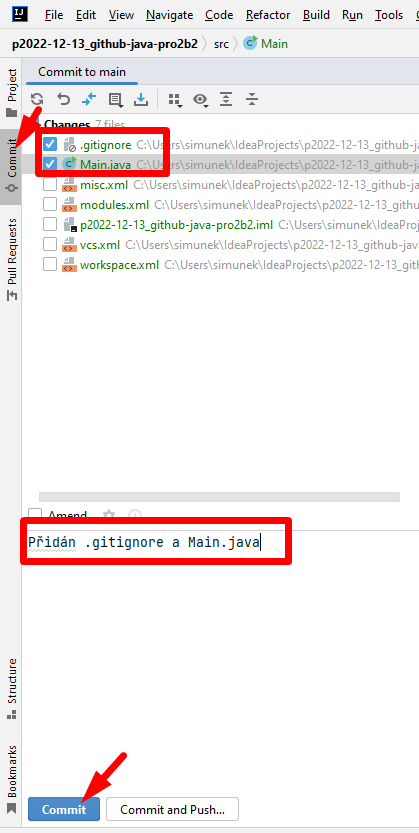 IJ File Edit View Navigate Code Refactor Build Run Tools
p2022-12-13_github-java-pro2b2 src Main
Project
Commit
Pull Requests
Structure
Bookmarks
Commit to main
Changes 7 files
.gitignore C:\Users\simunek\IdeaProjects\p2022-12-13_github-ja
Main.java C:\Users\simunek\IdeaProjects\p2022-12-13_github-ja
misc.xml C:\Users\simunek\IdeaProjects\p2022-12-13_github-jav
modules.xml C:\Users\simunek\IdeaProjects\p2022-12-13_github
p2022-12-13_github-java-pro2b2.iml C:\Users\simunek\IdeaP
vcs.xml C:\Users\simunek\IdeaProjects\p2022-12-13_github-java
workspace.xml C:\Users\simunek\IdeaProjects\p2022-12-13_gith
Amend
Přidán .gitignore a Main.java
Commit Commit and Push...